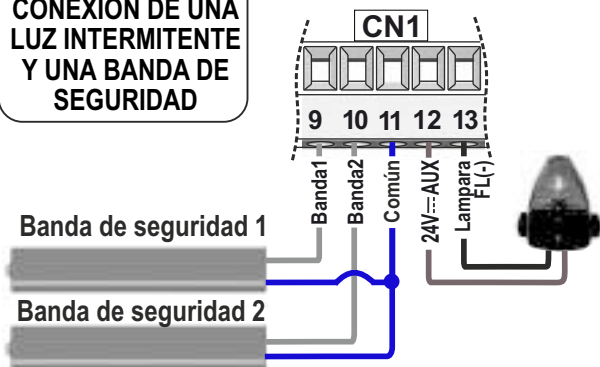 CONEXIÓN DE UNA
LUZ INTERMITENTE
Y UNA BANDA DE
SEGURIDAD
CN1
9 10 11 12 13
Banda1
Banda2
Común
24V⎓AUX
Lampara
FL(-)
Banda de seguridad 1
Banda de seguridad 2